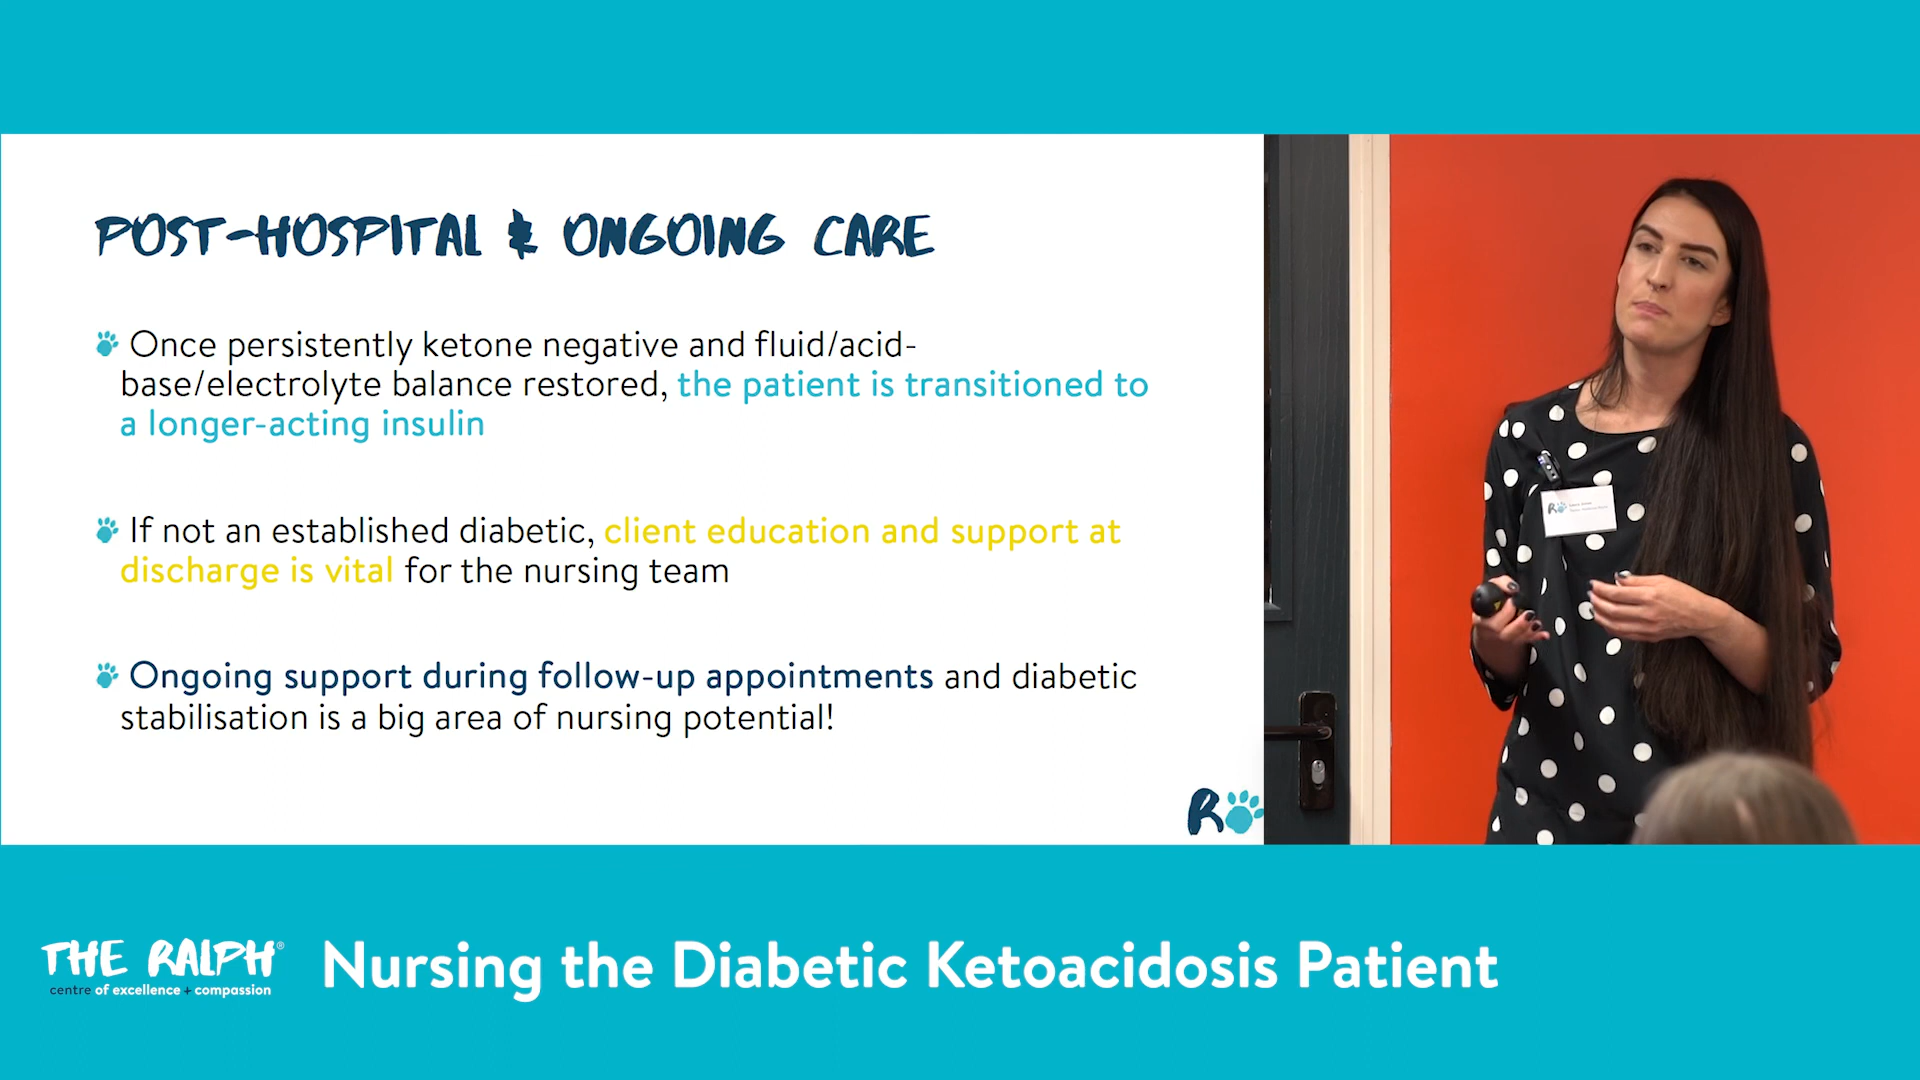 POST-HOSPITAL & ONGOING CARE
Once persistently ketone negative and fluid/acid-
base/electrolyte balance restored, the patient is transitioned to
a longer-acting insulin
If not an established diabetic, client education and support at
discharge is vital for the nursing team
Ongoing support during follow-up appointments and diabetic
stabilisation is a big area of nursing potential!
R
R
THE RALPH®
centre of excellence + compassion
Nursing the Diabetic Ketoacidosis Patient